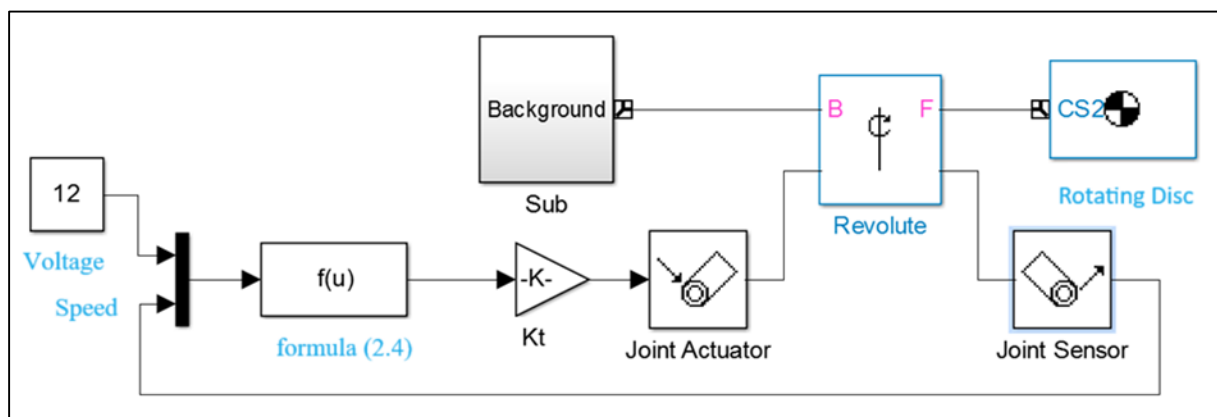 Background
B
F
CS2
Sub
Rotating Disc
12
Revolute
Voltage
f(u)
-K-
Speed
Kt
Joint Actuator
Joint Sensor
formula (2.4)